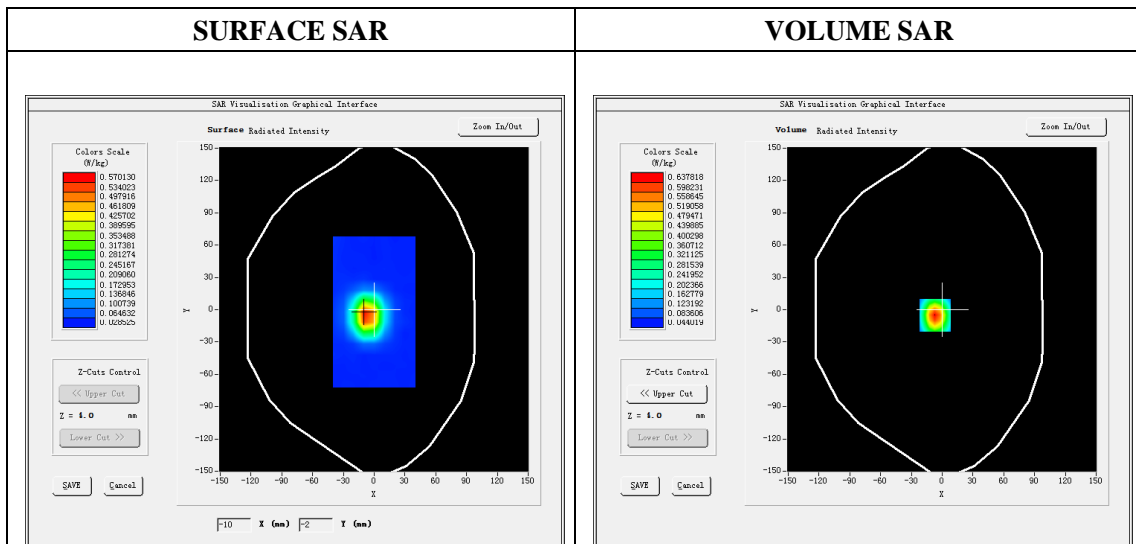 SURFACE SAR
VOLUME SAR
SAR Visualisation Graphical Interface
Surface Radiated Intensity
Zoom In/Out
Colors Scale
(W/kg)
0.570130
0.534023
0.497916
0.461809
0.425702
0.389595
0.353488
0.317381
0.281274
0.245167
0.209060
0.172953
0.136846
0.100739
0.064632
0.028525
150
120
90
60
30
0
-30
-60
-90
-120
-150
Y
-150 -120 -90 -60 -30 0 30 60 90 120 150
X
Z-Cuts Control
<< Upper Cut
Z = 4.0 mm
Lower Cut >>
SAVE Cancel
-10 X (mm) -2 Y (mm)
SAR Visualisation Graphical Interface
Volume Radiated Intensity
Zoom In/Out
Colors Scale
(W/kg)
0.637818
0.598231
0.558645
0.519058
0.479471
0.439885
0.400298
0.360712
0.321125
0.281539
0.241952
0.202366
0.162779
0.123192
0.083606
0.044019
150
120
90
60
30
0
-30
-60
-90
-120
-150
Y
-150 -120 -90 -60 -30 0 30 60 90 120 150
X
Z-Cuts Control
<< Upper Cut
Z = 4.0 mm
Lower Cut >>
SAVE Cancel